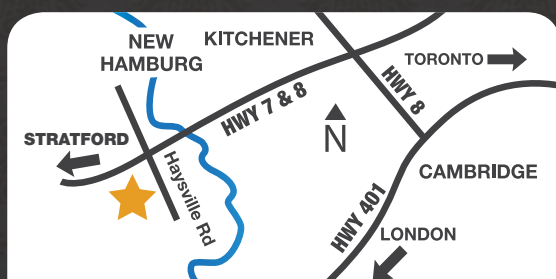 NEW
HAMBURG
KITCHENER
TORONTO
HWY 7 & 8
HWY 8
STRATFORD
Haysville Rd
N
CAMBRIDGE
HWY 401
LONDON